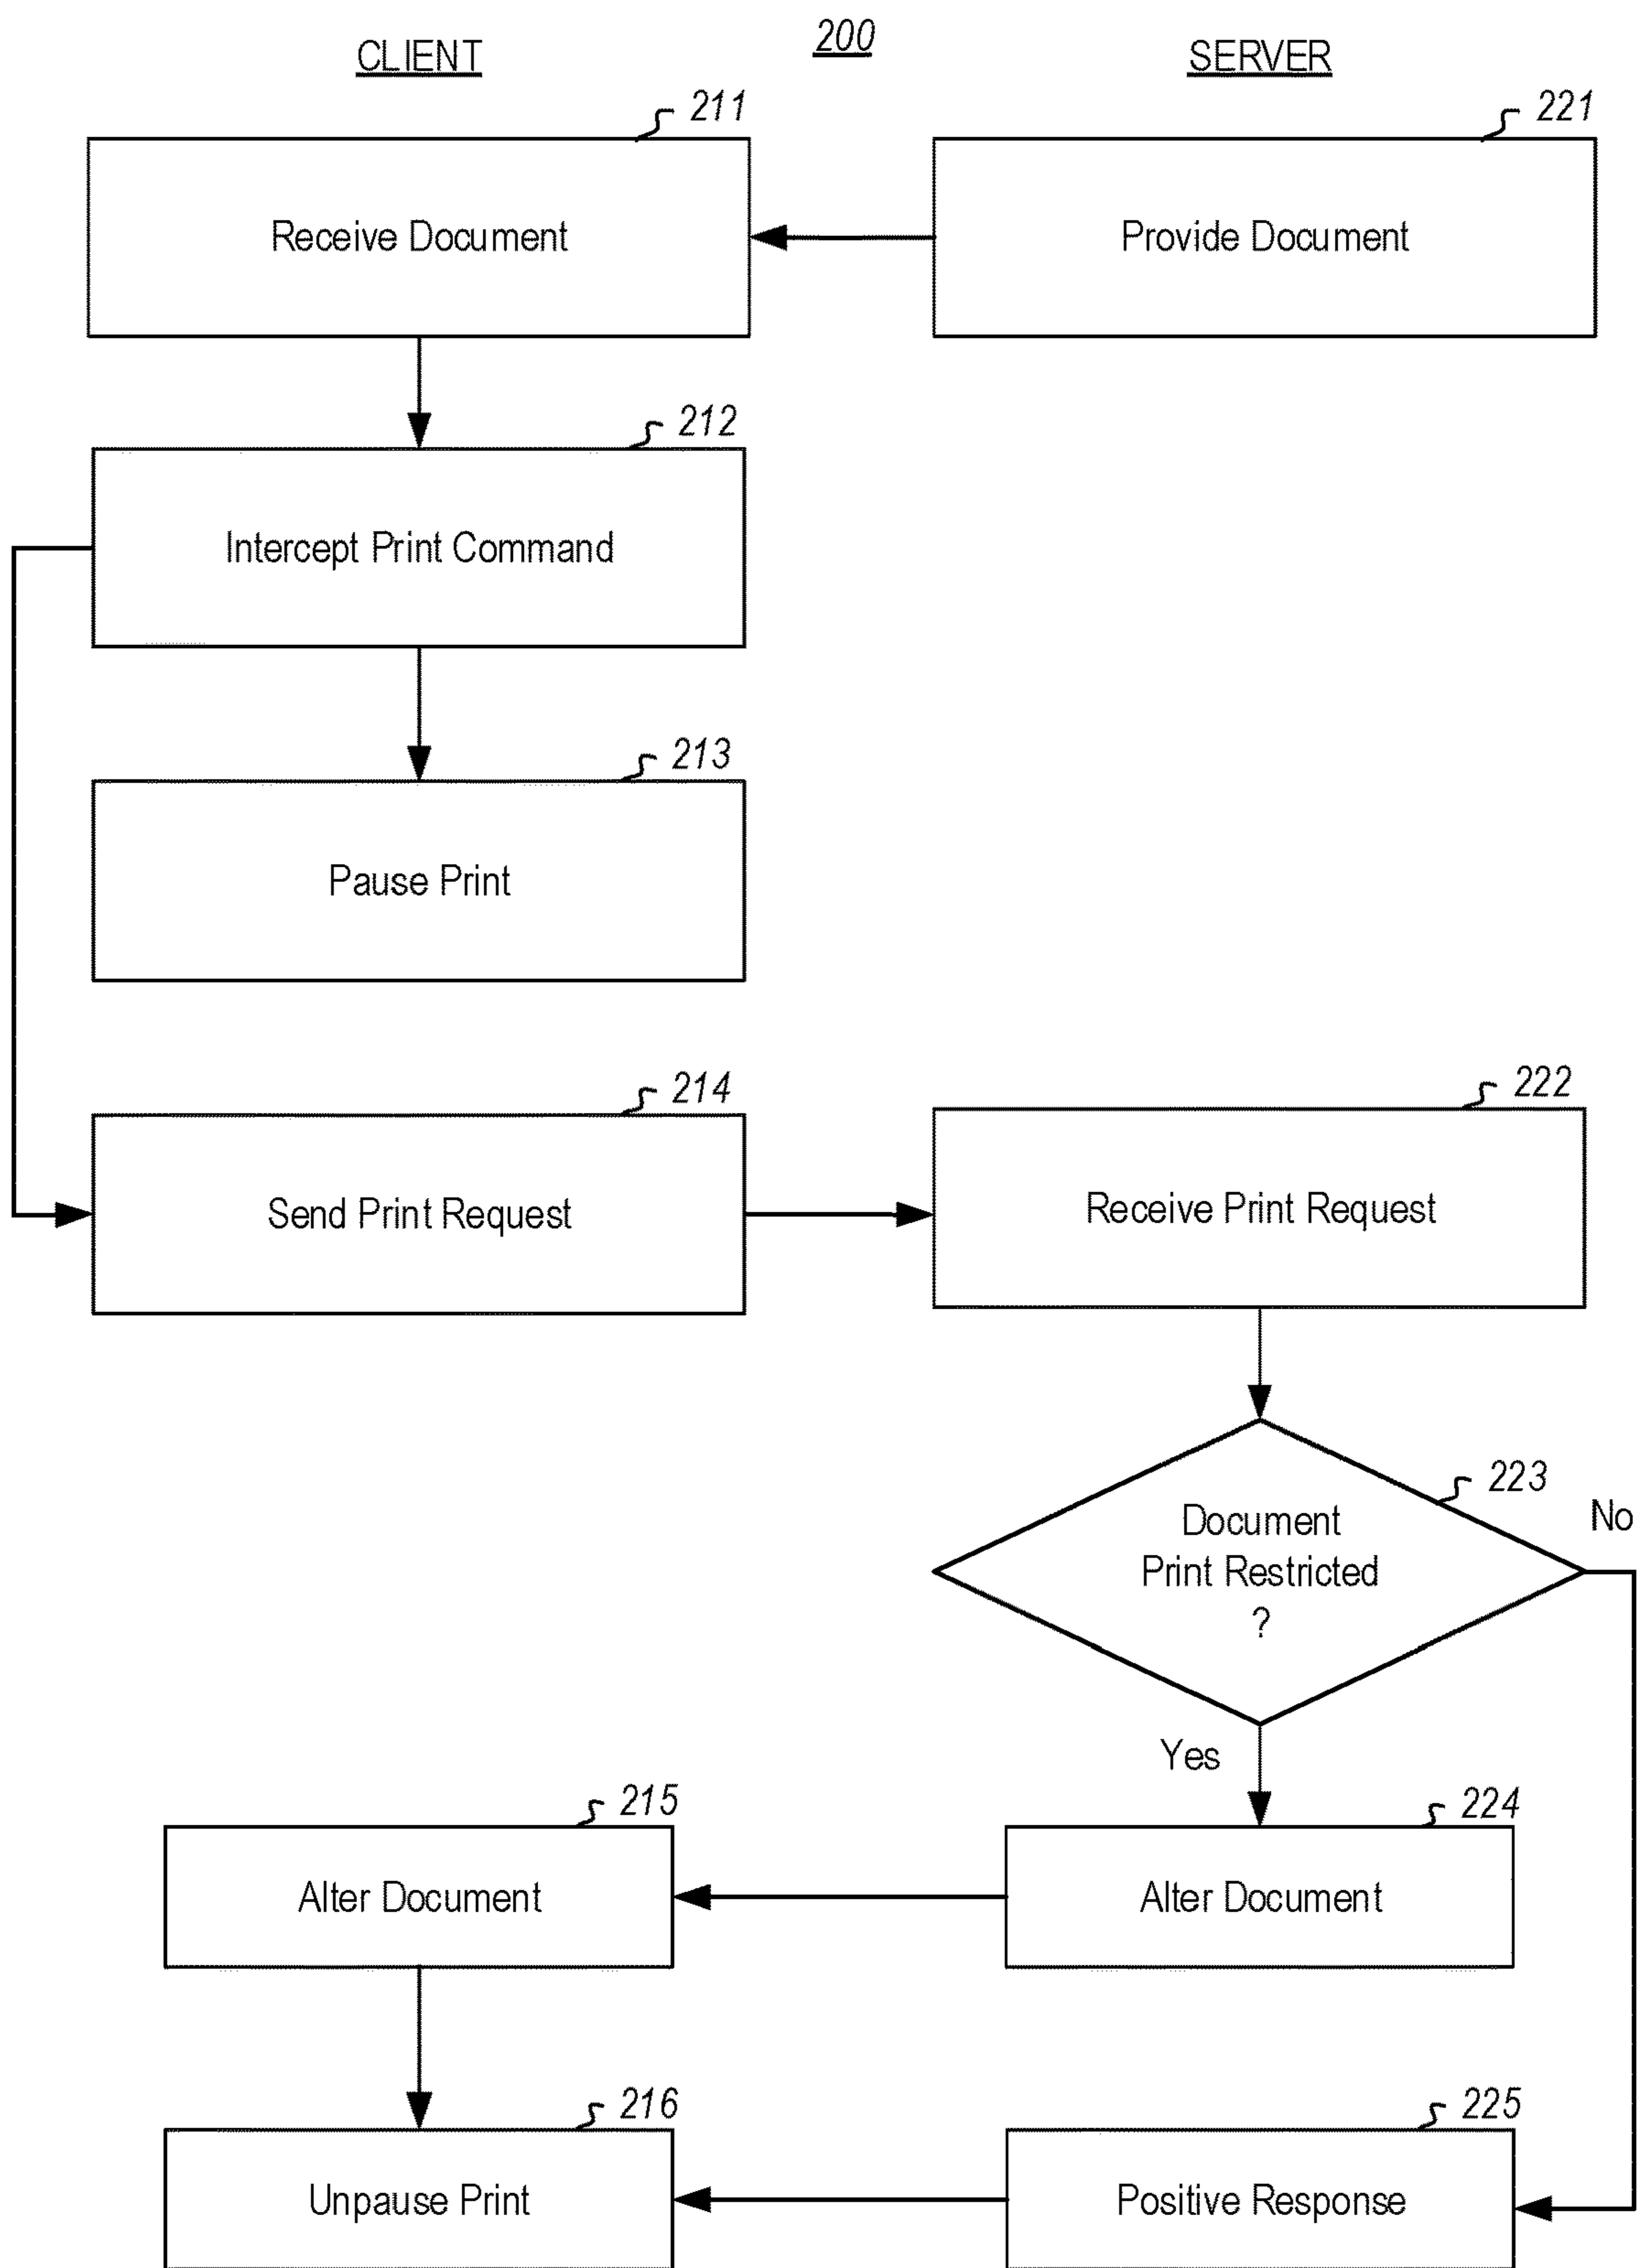 200
CLIENT
SERVER
211
221
Receive Document
Provide Document
212
Intercept Print Command
213
Pause Print
214
222
Send Print Request
Receive Print Request
223
No
Document
Print Restricted
?
Yes
215
224
Alter Document
Alter Document
216
225
Unpause Print
Positive Response